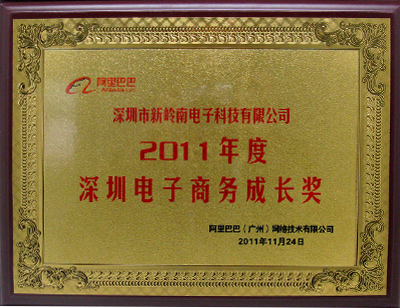 阿里巴巴
Alibaba.com
深圳市新岭南电子科技有限公司
2011年度
深圳电子商务成长奖
阿里巴巴（广州）网络技术有限公司
2011年11月24日